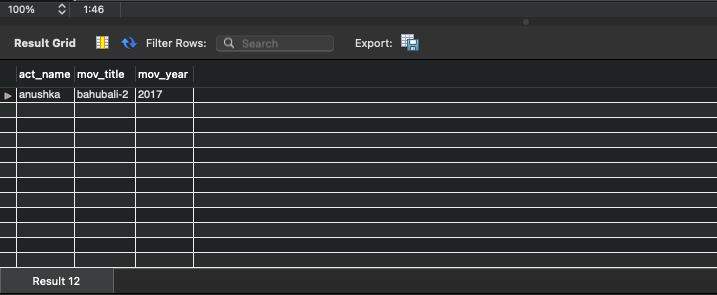 100% 1:46
Result Grid Filter Rows: Search Export:
act_name mov_title mov_year
anushka bahubali-2 2017
Result 12